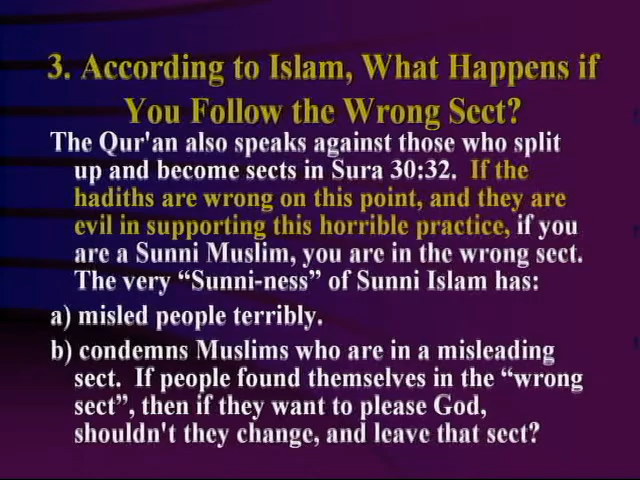 3. According to Islam, What Happens if
You Follow the Wrong Sect?
The Qur'an also speaks against those who split
up and become sects in Sura 30:32. If the
hadiths are wrong on this point, and they are
evil in supporting this horrible practice, if you
are a Sunni Muslim, you are in the wrong sect.
The very “Sunni-ness” of Sunni Islam has:
a) misled people terribly.
b) condemns Muslims who are in a misleading
sect. If people found themselves in the “wrong
sect”, then if they want to please God,
shouldn't they change, and leave that sect?